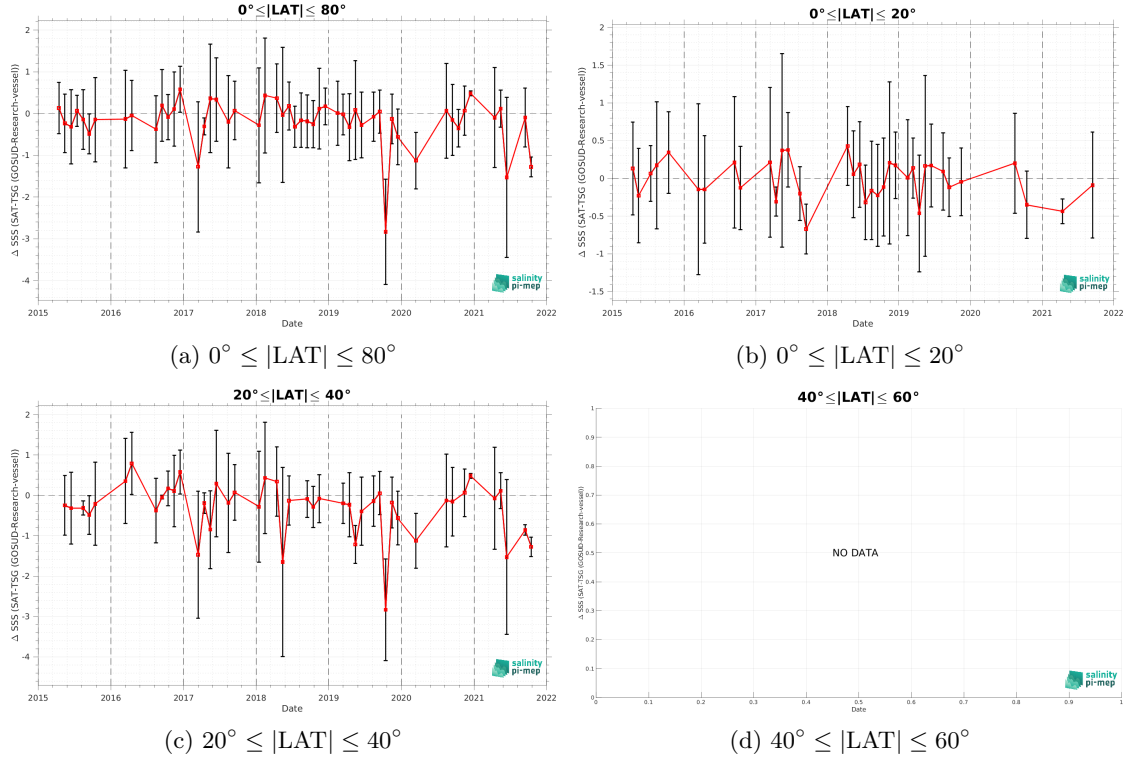 0°≤|LAT|≤ 80°
Δ SSS (SAT-TSG (GOSUD-Research-vessel))
2
1
0
-1
-2
-3
-4
2015 2016 2017 2018 2019 2020 2021 2022
Date
salinity
pi-mep
(a) 0° ≤ |LAT| ≤ 80°
0°≤|LAT|≤ 20°
Δ SSS (SAT-TSG (GOSUD-Research-vessel))
2
1.5
1
0.5
0
-0.5
-1
-1.5
2015 2016 2017 2018 2019 2020 2021 2022
Date
salinity
pi-mep
(b) 0° ≤ |LAT| ≤ 20°
20°≤|LAT|≤ 40°
Δ SSS (SAT-TSG (GOSUD-Research-vessel))
2
1
0
-1
-2
-3
-4
2015 2016 2017 2018 2019 2020 2021 2022
Date
salinity
pi-mep
(c) 20° ≤ |LAT| ≤ 40°
40°≤|LAT|≤ 60°
Δ SSS (SAT-TSG (GOSUD-Research-vessel))
1
0.9
0.8
0.7
0.6
0.5
0.4
0.3
0.2
0.1
0
NO DATA
0 0.1 0.2 0.3 0.4 0.5 0.6 0.7 0.8 0.9 1
Date
salinity
pi-mep
(d) 40° ≤ |LAT| ≤ 60°